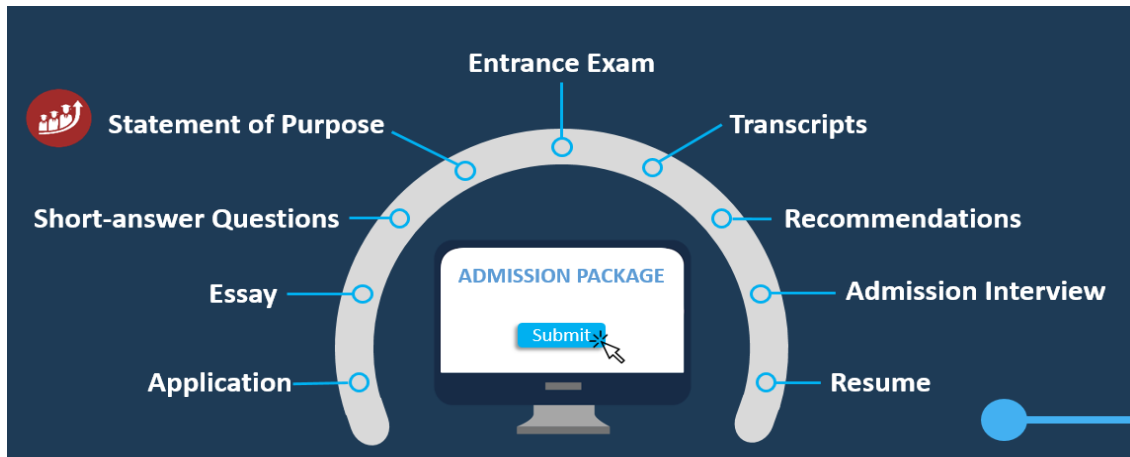 Entrance Exam
Statement of Purpose
Transcripts
Short-answer Questions
Recommendations
ADMISSION PACKAGE
Essay
Admission Interview
Submit
Application
Resume